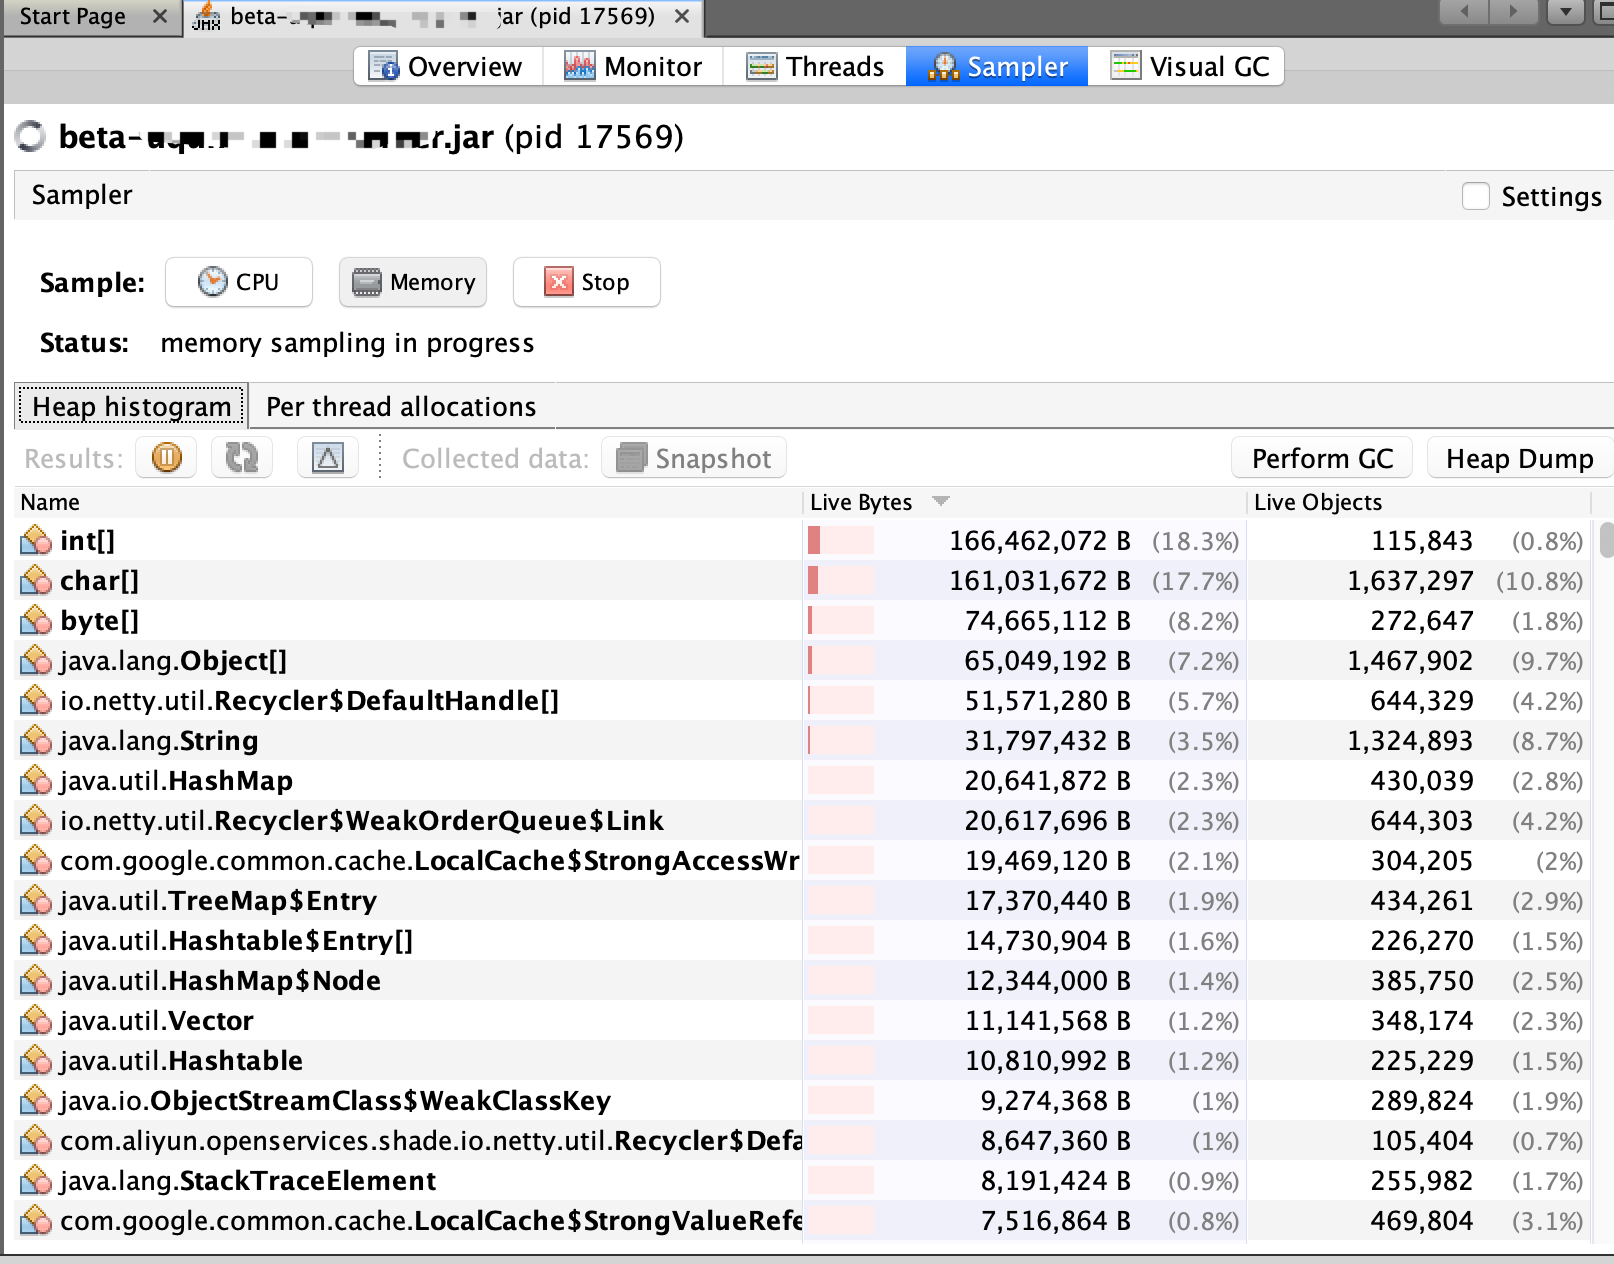 Start Page
beta- jar (pid 17569)
Overview Monitor Threads Sampler Visual GC
beta- r.jar (pid 17569)
Sampler Settings
Sample: CPU Memory Stop
Status: memory sampling in progress
Heap histogram Per thread allocations
Results: Collected data: Snapshot Perform GC Heap Dump
Name Live Bytes Live Objects
int[] 166,462,072 B (18.3%) 115,843 (0.8%)
char[] 161,031,672 B (17.7%) 1,637,297 (10.8%)
byte[] 74,665,112 B (8.2%) 272,647 (1.8%)
java.lang.Object[] 65,049,192 B (7.2%) 1,467,902 (9.7%)
io.netty.util.Recycler$DefaultHandle[] 51,571,280 B (5.7%) 644,329 (4.2%)
java.lang.String 31,797,432 B (3.5%) 1,324,893 (8.7%)
java.util.HashMap 20,641,872 B (2.3%) 430,039 (2.8%)
io.netty.util.Recycler$WeakOrderQueue$Link 20,617,696 B (2.3%) 644,303 (4.2%)
com.google.common.cache.LocalCache$StrongAccessWr 19,469,120 B (2.1%) 304,205 (2%)
java.util.TreeMap$Entry 17,370,440 B (1.9%) 434,261 (2.9%)
java.util.Hashtable$Entry[] 14,730,904 B (1.6%) 226,270 (1.5%)
java.util.HashMap$Node 12,344,000 B (1.4%) 385,750 (2.5%)
java.util.Vector 11,141,568 B (1.2%) 348,174 (2.3%)
java.util.Hashtable 10,810,992 B (1.2%) 225,229 (1.5%)
java.io.ObjectStreamClass$WeakClassKey 9,274,368 B (1%) 289,824 (1.9%)
com.aliyun.openservices.shade.io.netty.util.Recycler$Defa 8,647,360 B (1%) 105,404 (0.7%)
java.lang.StackTraceElement 8,191,424 B (0.9%) 255,982 (1.7%)
com.google.common.cache.LocalCache$StrongValueRefe 7,516,864 B (0.8%) 469,804 (3.1%)